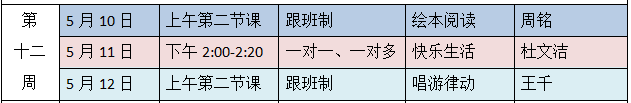 第十二周
5 月 10 日 上午第二节课 跟班制 绘本阅读 周铭
5 月 11 日 下午 2:00-2:20 一对一、一对多 快乐生活 杜文洁
5 月 12 日 上午第二节课 跟班制 唱游律动 王千